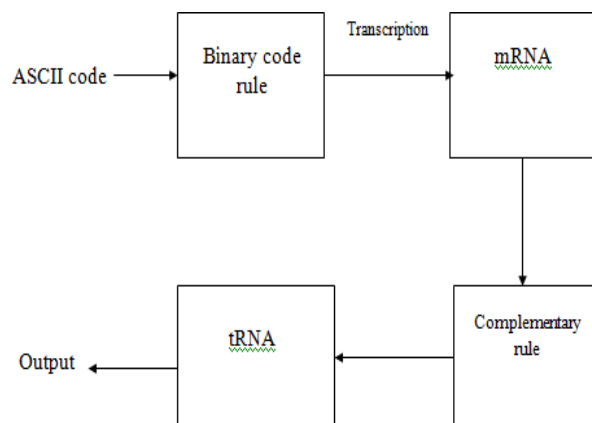 ASCII code
Binary code
rule
Transcription
mRNA
Complementary
rule
tRNA
Output